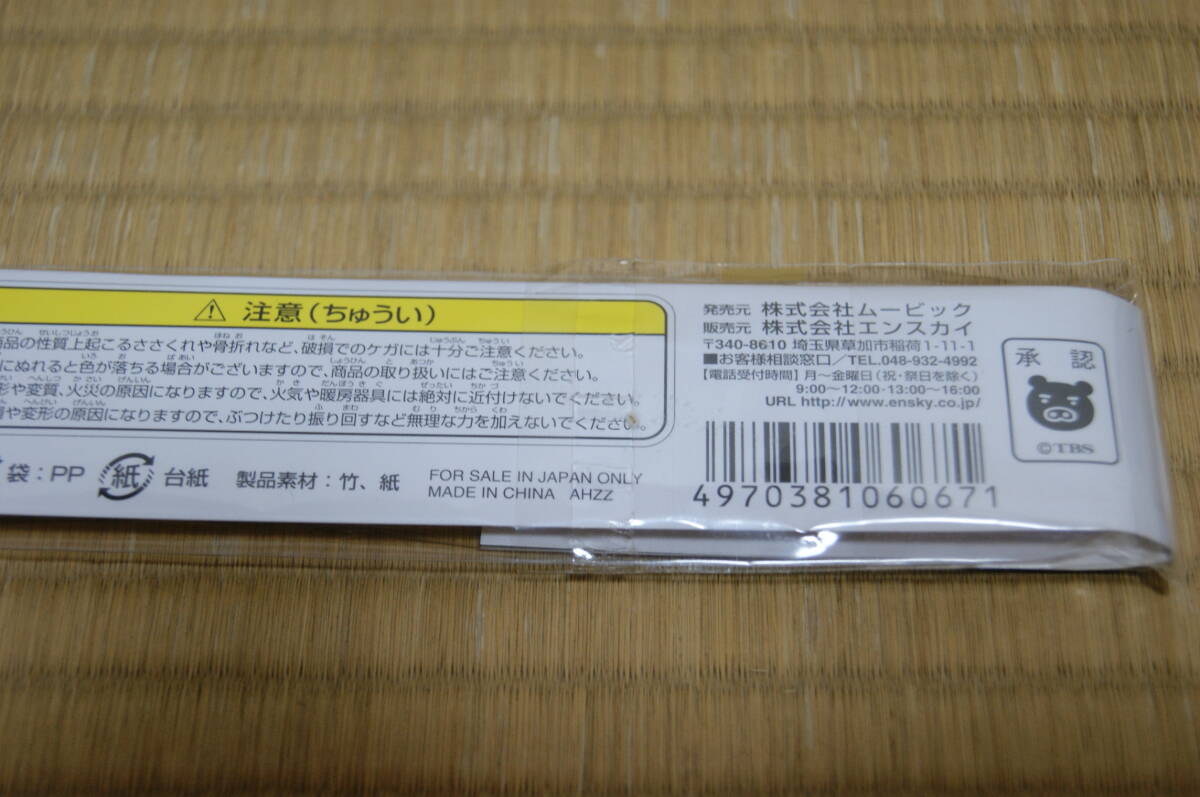 注意(ちゅうい)
品の性質上起こるささくれや骨折れなど、破損でのケガには十分ご注意ください。
にぬれると色が落ちる場合がございますので、商品の取り扱いにはご注意ください。
形や変質、火災の原因になりますので、火気や暖房器具には絶対に近付けないでください。
や変形の原因になりますので、ぶつけたり振り回すなど無理な力を加えないでください。
袋:PP 紙 台紙 製品素材:竹、紙
FOR SALE IN JAPAN ONLY
MADE IN CHINA AHZZ
発売元 株式会社ムービック
販売元 株式会社エンスカイ
〒340-8610 埼玉県草加市稲荷1-11-1
■お客様相談窓口/TEL.048-932-4992
【電話受付時間】月〜金曜日(祝・祭日を除く)
9:00〜12:00・13:00〜16:00
URL http://www.ensky.co.jp/
4970381060671
承認
©TBS